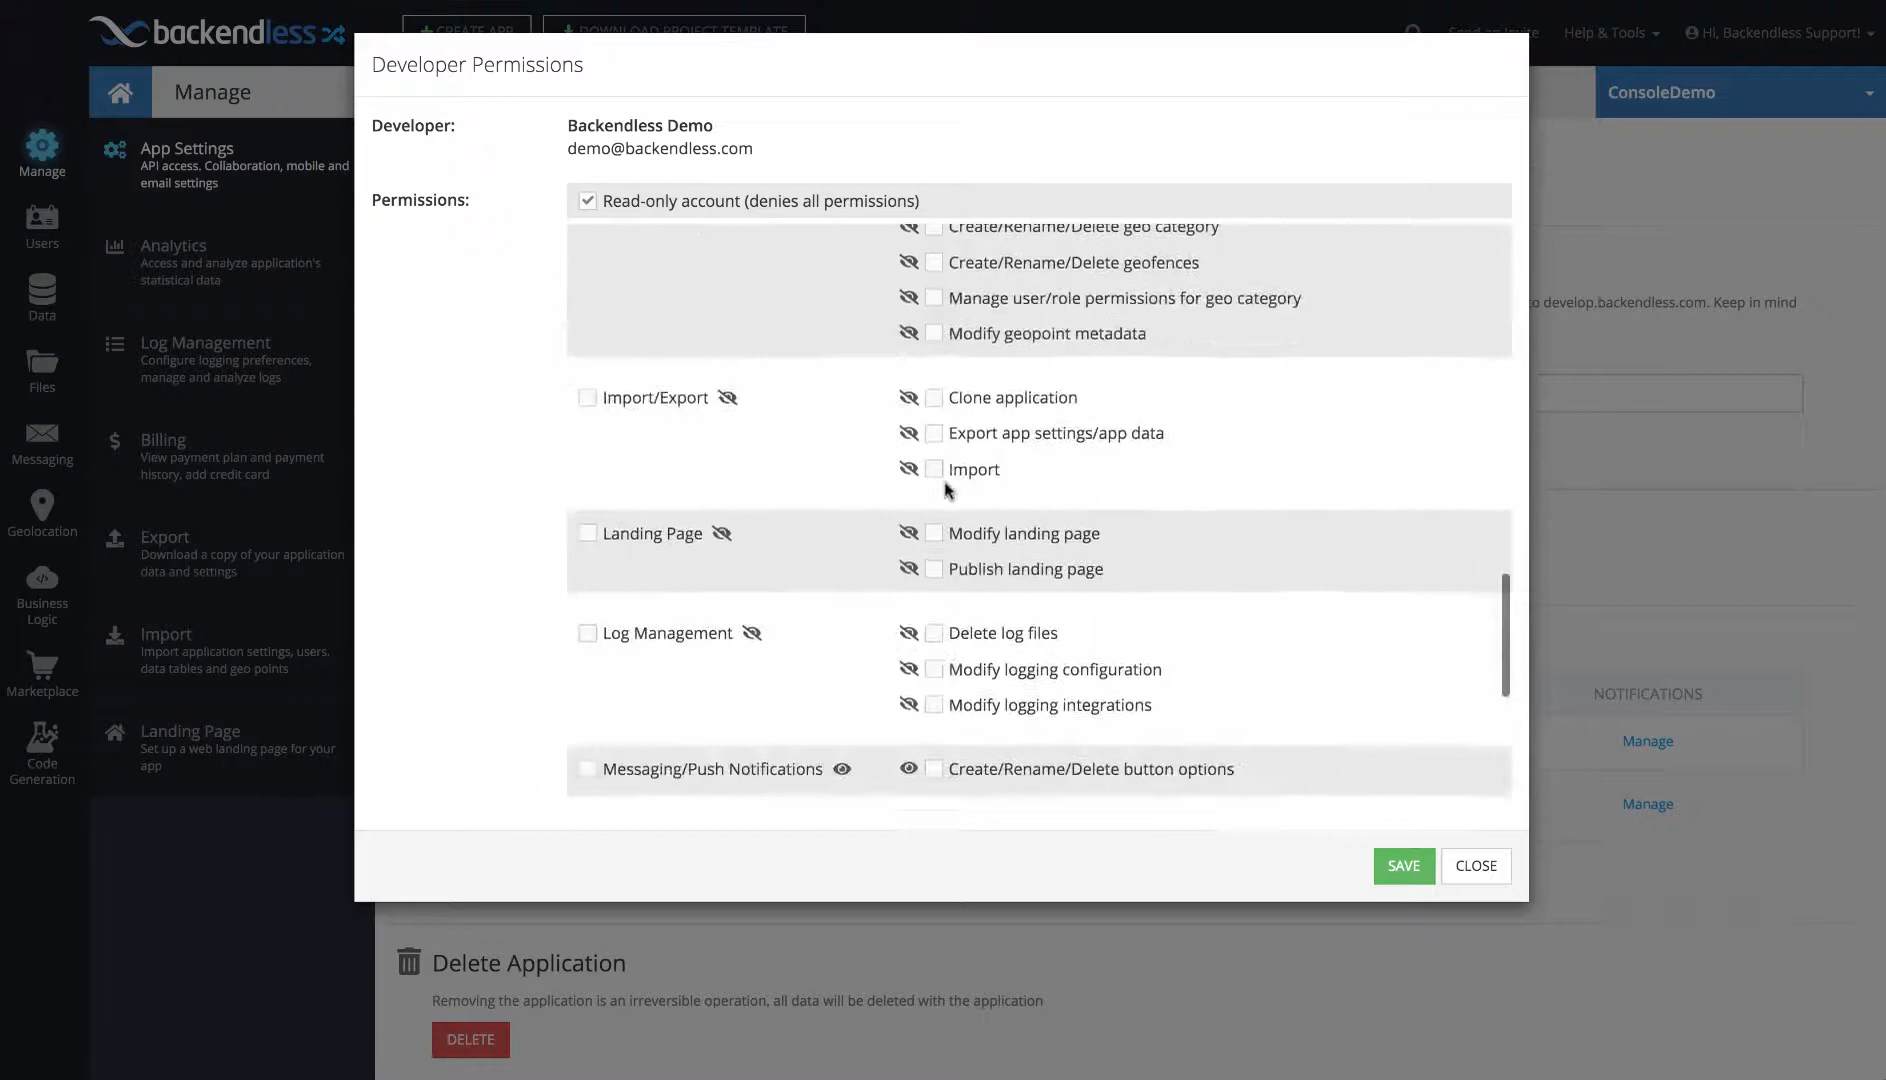 backendless
CREATE APP
DOWNLOAD PROJECT TEMPLATE
Send an Invite
Help & Tools
Hi, Backendless Support!
Manage
ConsoleDemo
Manage
Users
Data
Files
Messaging
Geolocation
Business
Logic
Marketplace
Code
Generation
App Settings
API access. Collaboration, mobile and
email settings
Analytics
Access and analyze application's
statistical data
Log Management
Configure logging preferences,
manage and analyze logs
Billing
View payment plan and payment
history, add credit card
Export
Download a copy of your application
data and settings
Import
Import application settings, users.
data tables and geo points
Landing Page
Set up a web landing page for your
app
Developer Permissions
Developer:
Backendless Demo
demo@backendless.com
Permissions:
Read-only account (denies all permissions)
Create/Rename/Delete geo category
Create/Rename/Delete geofences
Manage user/role permissions for geo category
Modify geopoint metadata
Import/Export
Clone application
Export app settings/app data
Import
Landing Page
Modify landing page
Publish landing page
Log Management
Delete log files
Modify logging configuration
Modify logging integrations
Messaging/Push Notifications
Create/Rename/Delete button options
SAVE
CLOSE
to develop.backendless.com. Keep in mind
NOTIFICATIONS
Manage
Manage
Delete Application
Removing the application is an irreversible operation, all data will be deleted with the application
DELETE